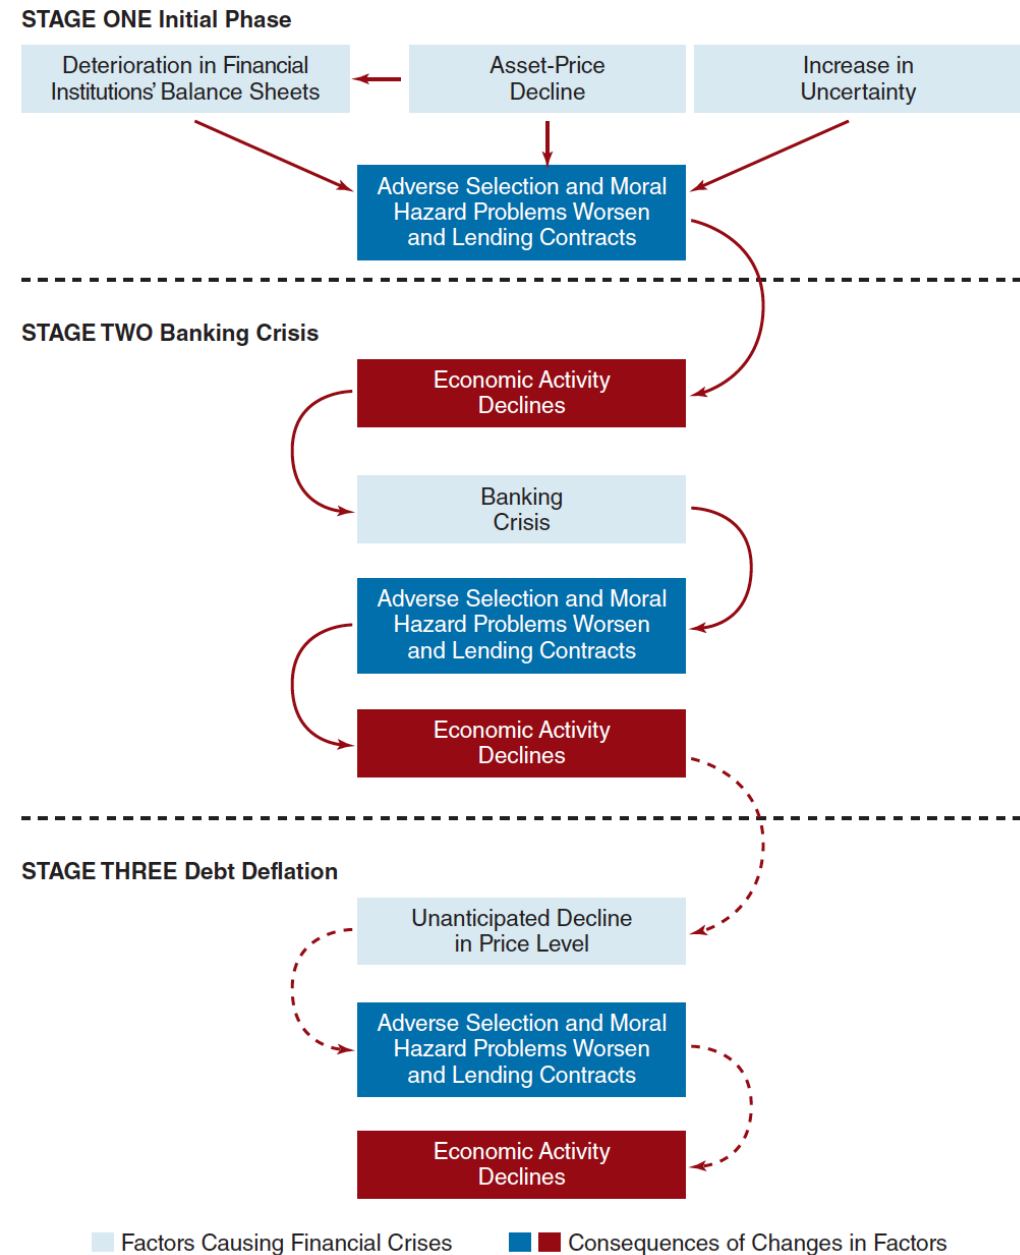 STAGE ONE Initial Phase
Deterioration in Financial
Institutions’ Balance Sheets
Asset-Price
Decline
Increase in
Uncertainty
Adverse Selection and Moral
Hazard Problems Worsen
and Lending Contracts
STAGE TWO Banking Crisis
Economic Activity
Declines
Banking
Crisis
Adverse Selection and Moral
Hazard Problems Worsen
and Lending Contracts
Economic Activity
Declines
STAGE THREE Debt Deflation
Unanticipated Decline
in Price Level
Adverse Selection and Moral
Hazard Problems Worsen
and Lending Contracts
Economic Activity
Declines
Factors Causing Financial Crises
Consequences of Changes in Factors